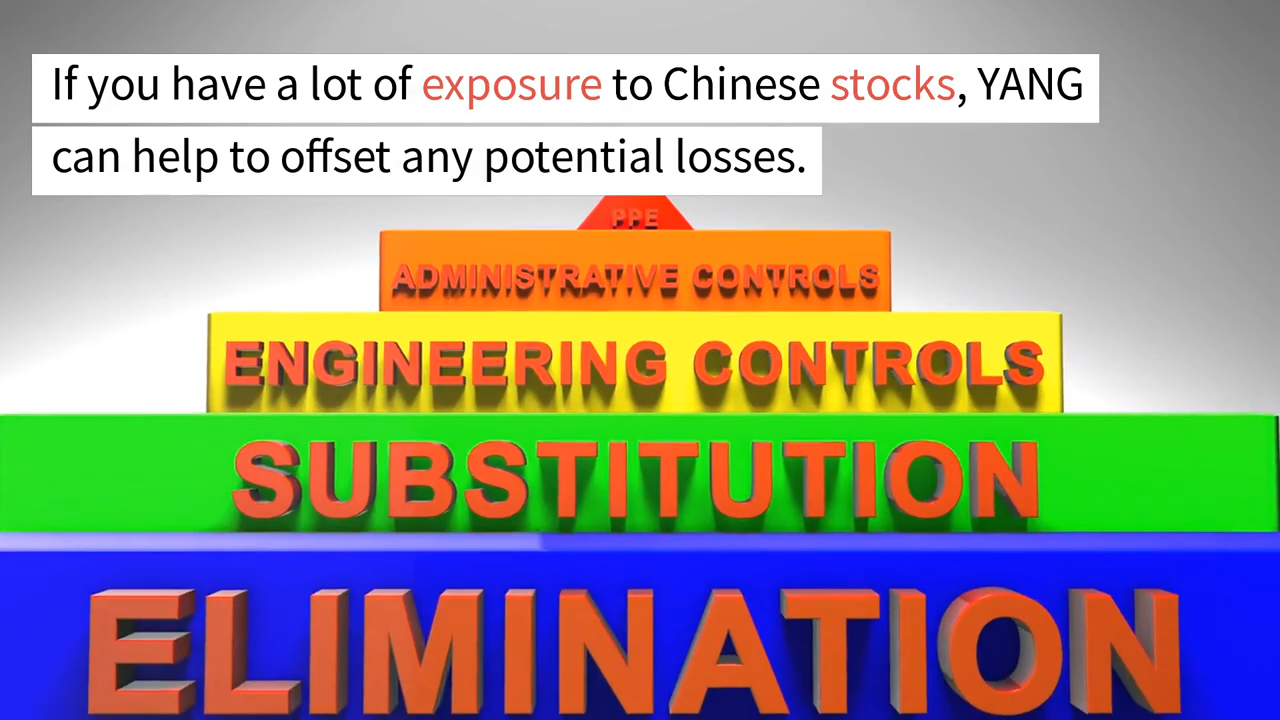 If you have a lot of exposure to Chinese stocks, YANG
can help to offset any potential losses.
PPE
ADMINISTRATIVE CONTROLS
ENGINEERING CONTROLS
SUBSTITUTION
ELIMINATION